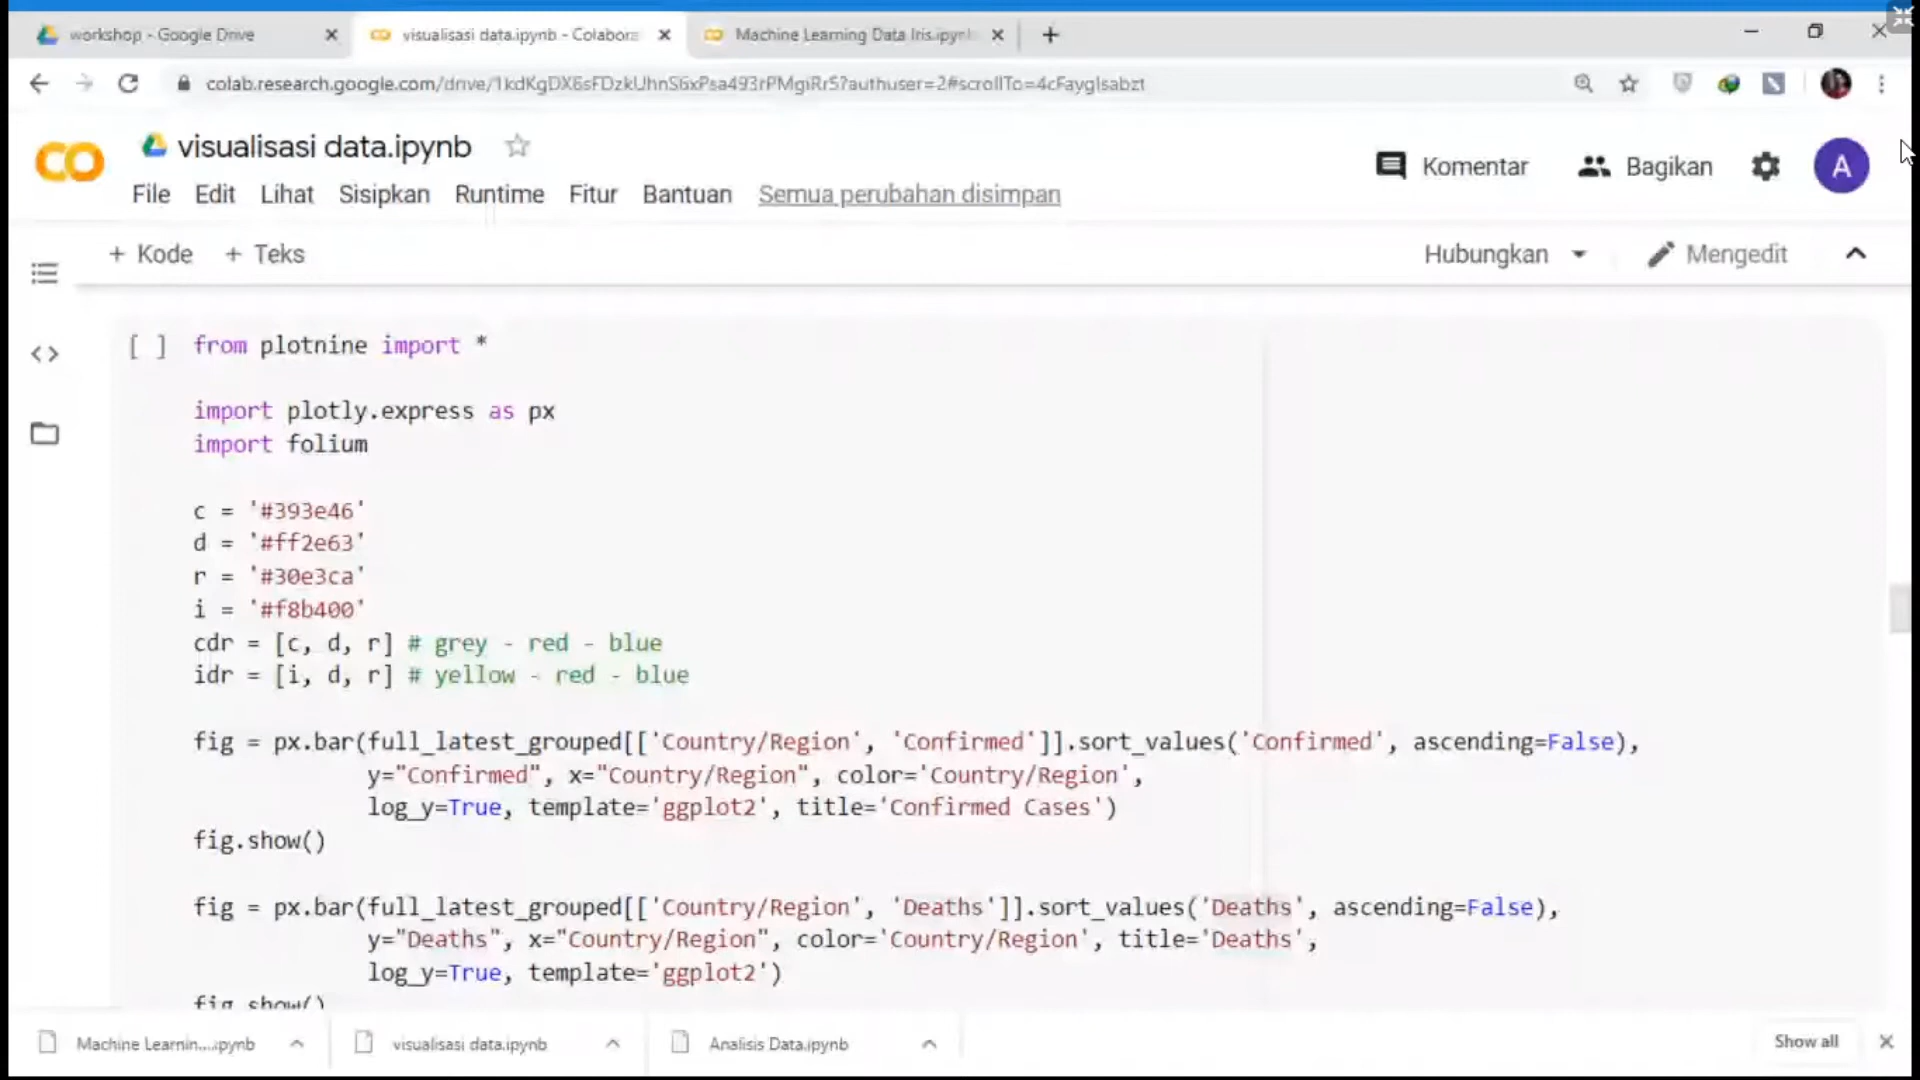 workshop - Google Drive
visualisasi data.ipynb - Colabora
Machine Learning Data Iris.ipynb
colab.research.google.com/drive/1kdKgDX6sFDzkUhnS6xPsa493rPMgiRr5?authuser=2#scrollTo=4cFayglsabzt
CO
visualisasi data.ipynb
Komentar
Bagikan
A
File Edit Lihat Sisipkan Runtime Fitur Bantuan Semua perubahan disimpan
+ Kode + Teks
Hubungkan
Mengedit
[ ] from plotnine import *
import plotly.express as px
import folium
c = '#393e46'
d = '#ff2e63'
r = '#30e3ca'
i = '#f8b400'
cdr = [c, d, r] # grey - red - blue
idr = [i, d, r] # yellow - red - blue
fig = px.bar(full_latest_grouped[['Country/Region', 'Confirmed']].sort_values('Confirmed', ascending=False),
y="Confirmed", x="Country/Region", color='Country/Region',
log_y=True, template='ggplot2', title='Confirmed Cases')
fig.show()
fig = px.bar(full_latest_grouped[['Country/Region', 'Deaths']].sort_values('Deaths', ascending=False),
y="Deaths", x="Country/Region", color='Country/Region', title='Deaths',
log_y=True, template='ggplot2')
fig.show()
Machine Learnin....ipynb
visualisasi data.ipynb
Analisis Data.ipynb
Show all